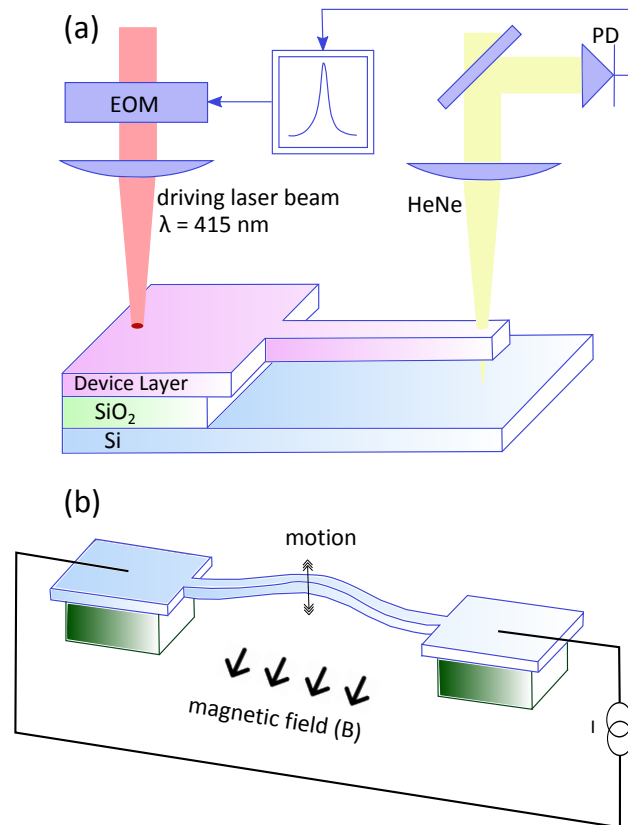 (a)
PD
EOM
driving laser beam
λ = 415 nm
HeNe
Device Layer
SiO₂
Si
(b)
motion
magnetic field (B)
I